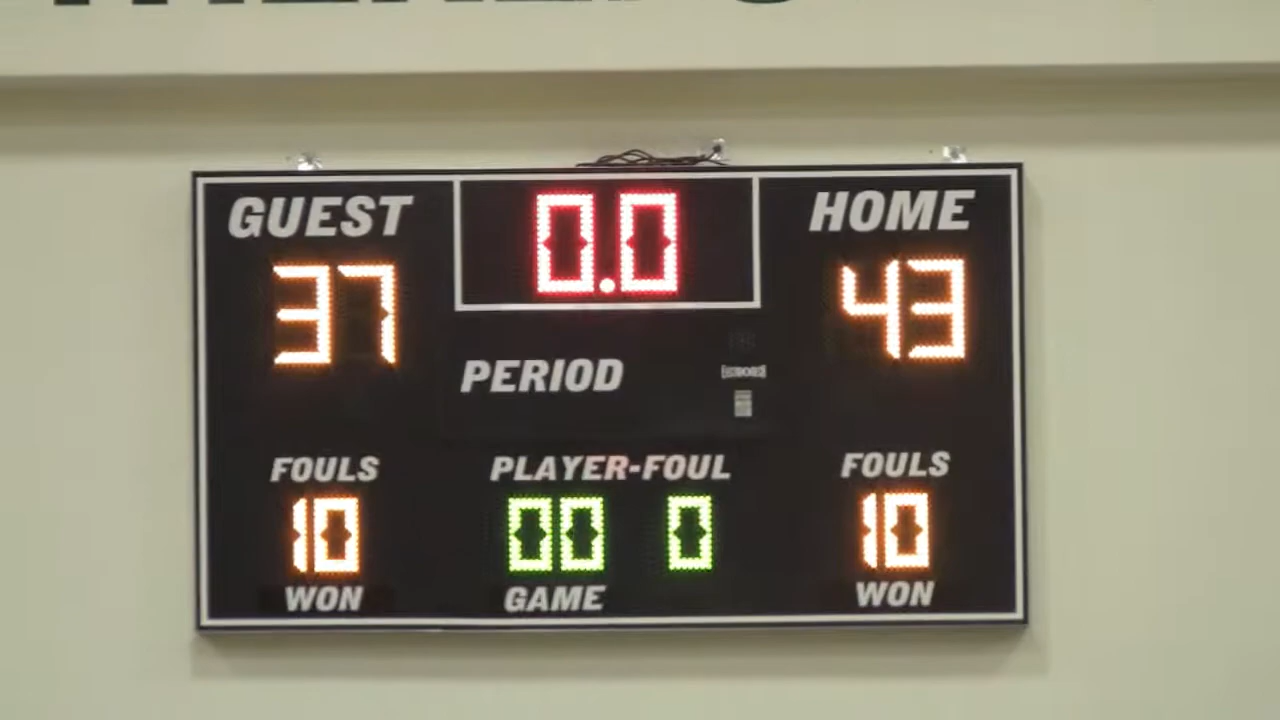 GUEST 0.0 HOME
37 43
PERIOD
FOULS PLAYER-FOUL FOULS
10 00 0 10
WON GAME WON